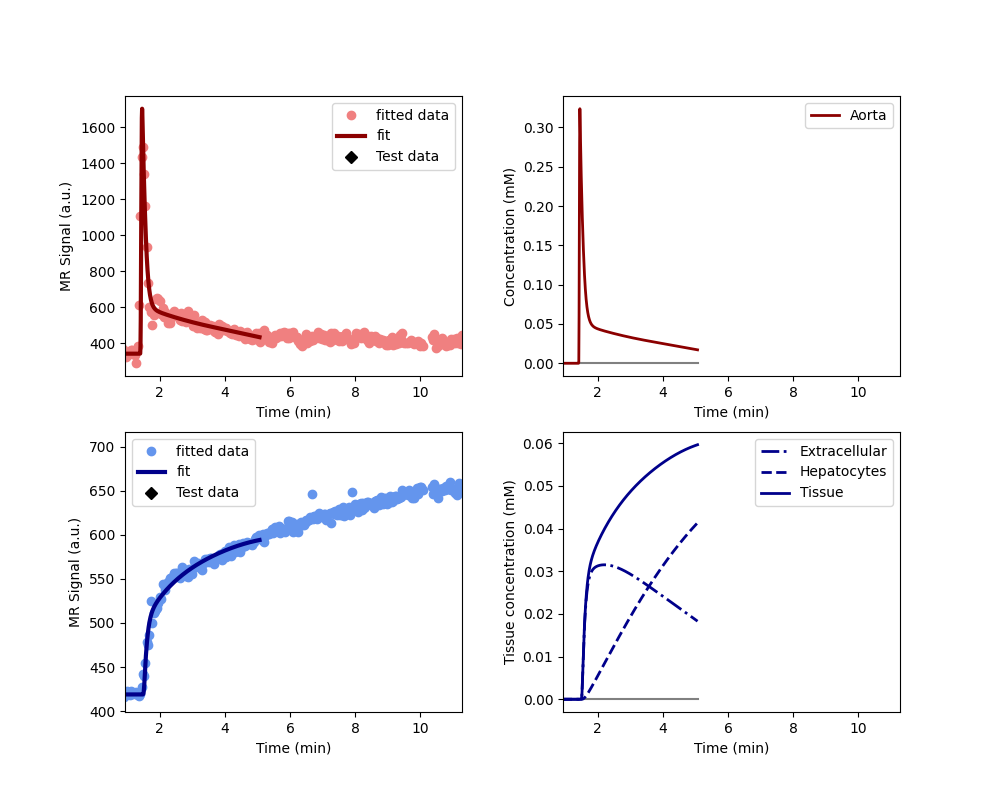 MR Signal (a.u.)
1600
1400
1200
1000
800
600
400
fitted data
fit
Test data
2
4
6
8
10
Time (min)
Concentration (mM)
0.30
0.25
0.20
0.15
0.10
0.05
0.00
Aorta
2
4
6
8
10
Time (min)
MR Signal (a.u.)
700
650
600
550
500
450
400
fitted data
fit
Test data
2
4
6
8
10
Time (min)
Tissue concentration (mM)
0.06
0.05
0.04
0.03
0.02
0.01
0.00
Extracellular
Hepatocytes
Tissue
2
4
6
8
10
Time (min)